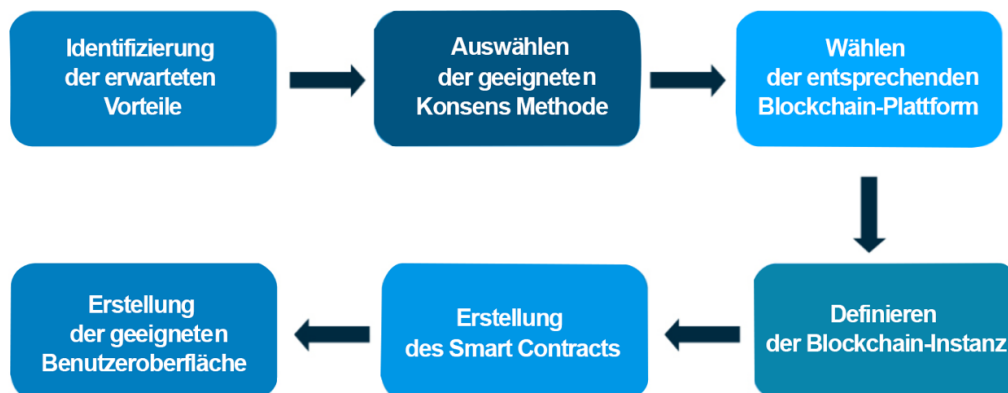 Identifizierung
der erwarteten
Vorteile
Auswählen
der geeigneten
Konsens Methode
Wählen
der entsprechenden
Blockchain-Plattform
Definieren
der Blockchain-Instanz
Erstellung
des Smart Contracts
Erstellung
der geeigneten
Benutzeroberfläche